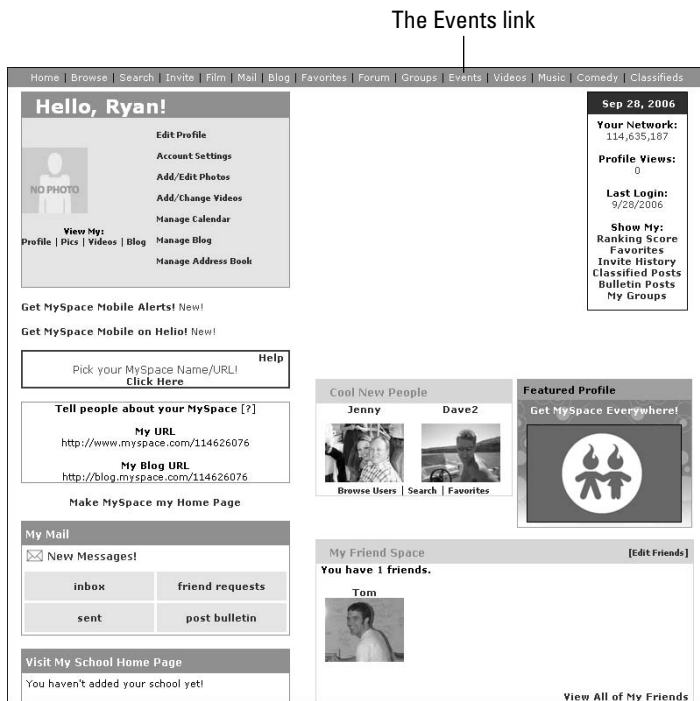 The Events link
Home | Browse | Search | Invite | Film | Mail | Blog | Favorites | Forum | Groups | Events | Videos | Music | Comedy | Classifieds
Hello, Ryan!
NO PHOTO
View My:
Profile | Pics | Videos | Blog
Edit Profile
Account Settings
Add/Edit Photos
Add/Change Videos
Manage Calendar
Manage Blog
Manage Address Book
Sep 28, 2006
Your Network:
114,635,187
Profile Views:
0
Last Login:
9/28/2006
Show My:
Ranking Score
Favorites
Invite History
Classified Posts
Bulletin Posts
My Groups
Get MySpace Mobile Alerts! New!
Get MySpace Mobile on Helio! New!
Help
Pick your MySpace Name/URL!
Click Here
Tell people about your MySpace [?]
My URL
http://www.myspace.com/114626076
My Blog URL
http://blog.myspace.com/114626076
Make MySpace my Home Page
Cool New People
Jenny Dave2
Browse Users | Search | Favorites
Featured Profile
Get MySpace Everywhere!
My Mail
New Messages!
inbox friend requests
sent post bulletin
My Friend Space [Edit Friends]
You have 1 friends.
Tom
View All of My Friends
Visit My School Home Page
You haven't added your school yet!